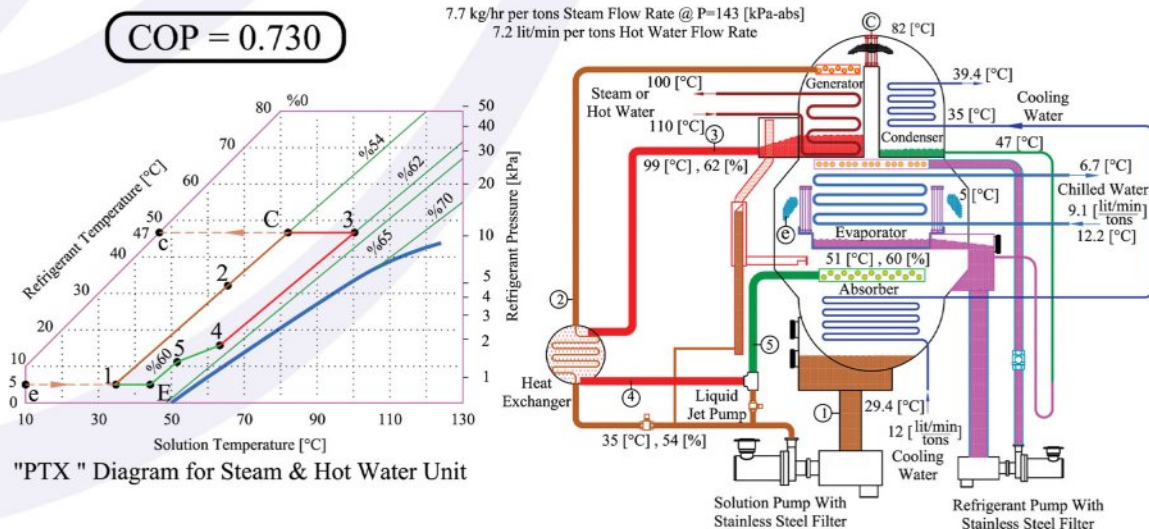 COP = 0.730
7.7 kg/hr per tons Steam Flow Rate @ P=143 [kPa-abs]
7.2 lit/min per tons Hot Water Flow Rate
Refrigerant Temperature [°C]
80
70
60
50
47
40
30
20
10
5
0
%0
%54
%62
%70
%65
%60
c
C
3
2
4
5
1
E
e
50
40
30
20
10
5
4
3
2
1
Refrigerant Pressure [kPa]
10 30 50 70 90 110 130
Solution Temperature [°C]
"PTX " Diagram for Steam & Hot Water Unit
C
82 [°C]
Generator
100 [°C]
Steam or
Hot Water
110 [°C]
3
99 [°C] , 62 [%]
39.4 [°C]
35 [°C]
Cooling
Water
Condenser
47 [°C]
6.7 [°C]
Chilled Water
9.1 [lit/min
tons]
12.2 [°C]
5 [°C]
e
Evaporator
51 [°C] , 60 [%]
Absorber
2
5
Heat
Exchanger
4
Liquid
Jet Pump
1
35 [°C] , 54 [%]
29.4 [°C]
12 [lit/min
tons]
Cooling
Water
Solution Pump With
Stainless Steel Filter
Refrigerant Pump With
Stainless Steel Filter